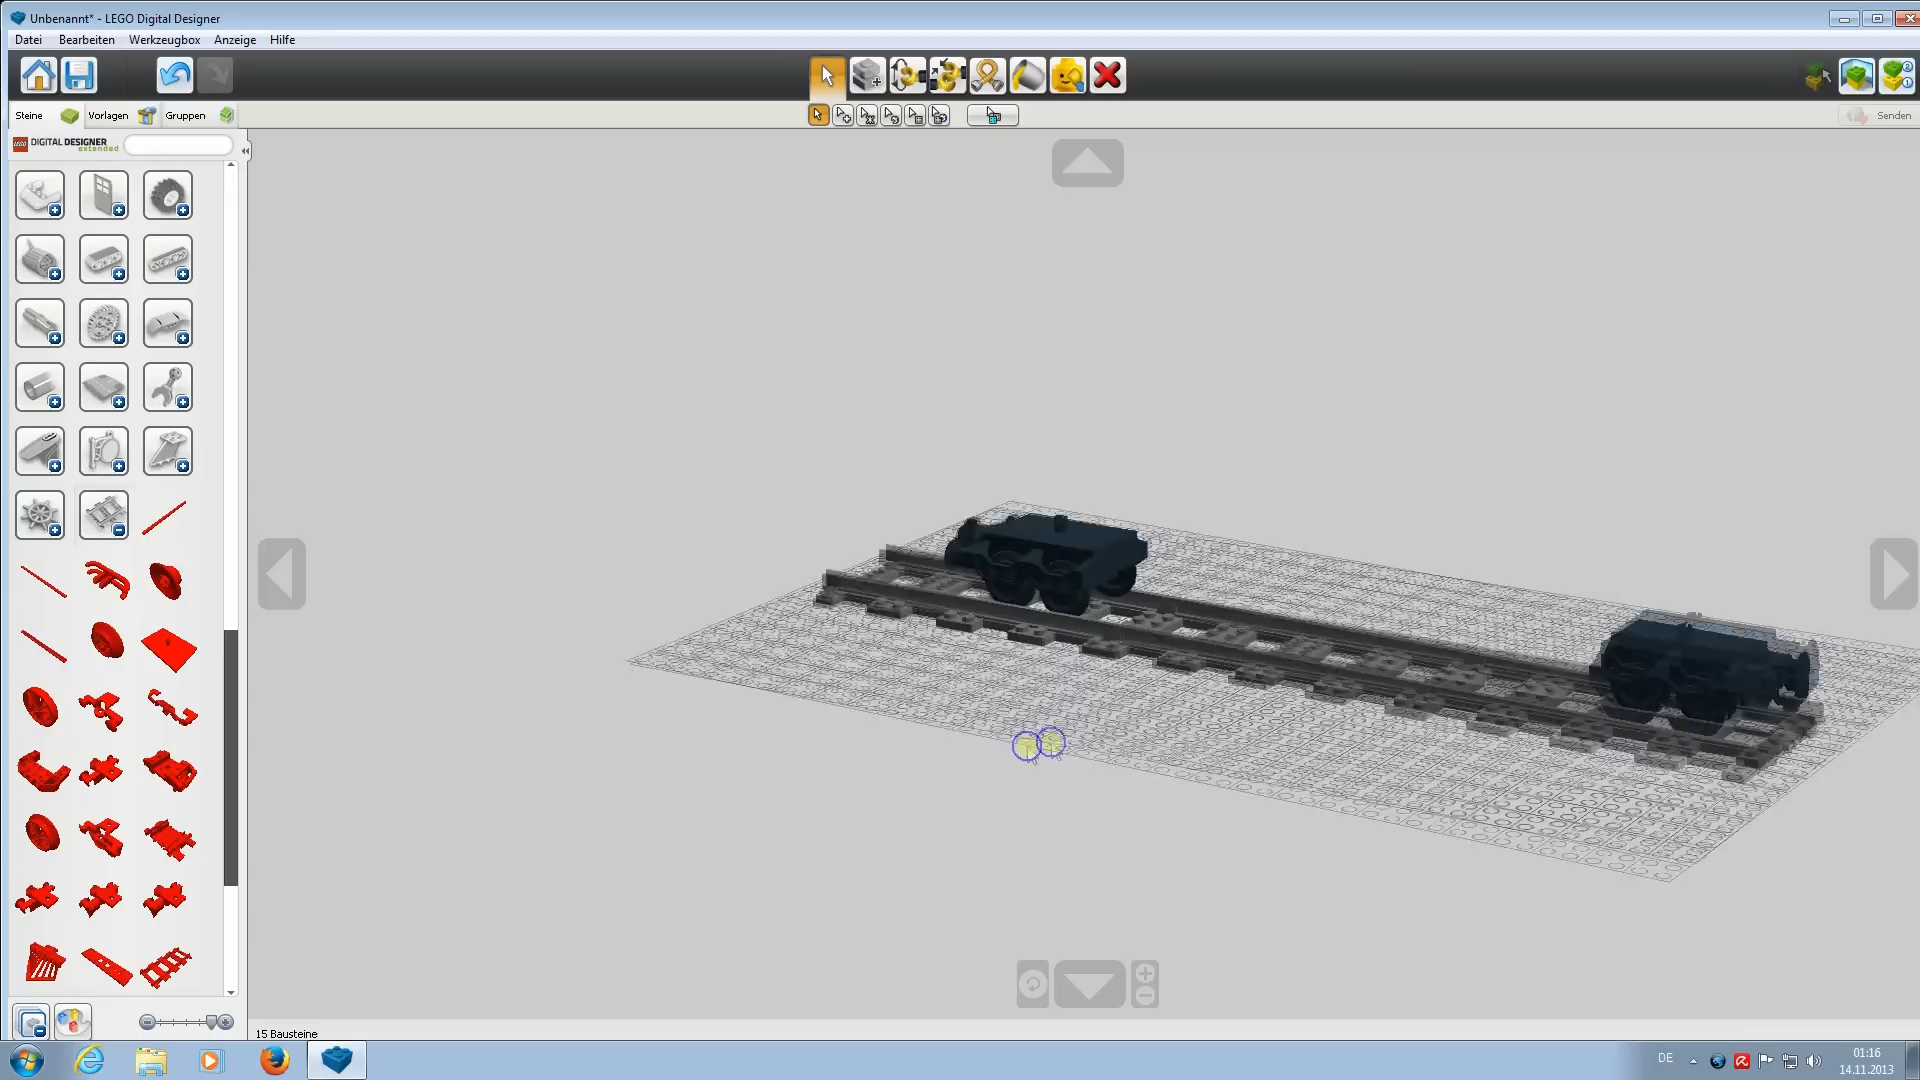 Unbenannt* - LEGO Digital Designer
Datei Bearbeiten Werkzeugbox Anzeige Hilfe
Steine Vorlagen Gruppen Senden
LEGO DIGITAL DESIGNER
extended
15 Bausteine
DE 01:16
14.11.2013